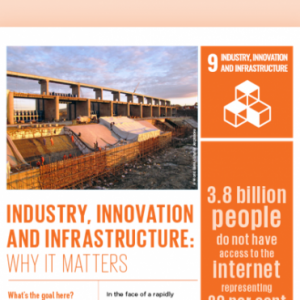 9 INDUSTRY, INNOVATION
AND INFRASTRUCTURE
INDUSTRY, INNOVATION
AND INFRASTRUCTURE:
WHY IT MATTERS
What's the goal here?
In the face of a rapidly
3.8 billion
people
do not have
access to the
internet
representing